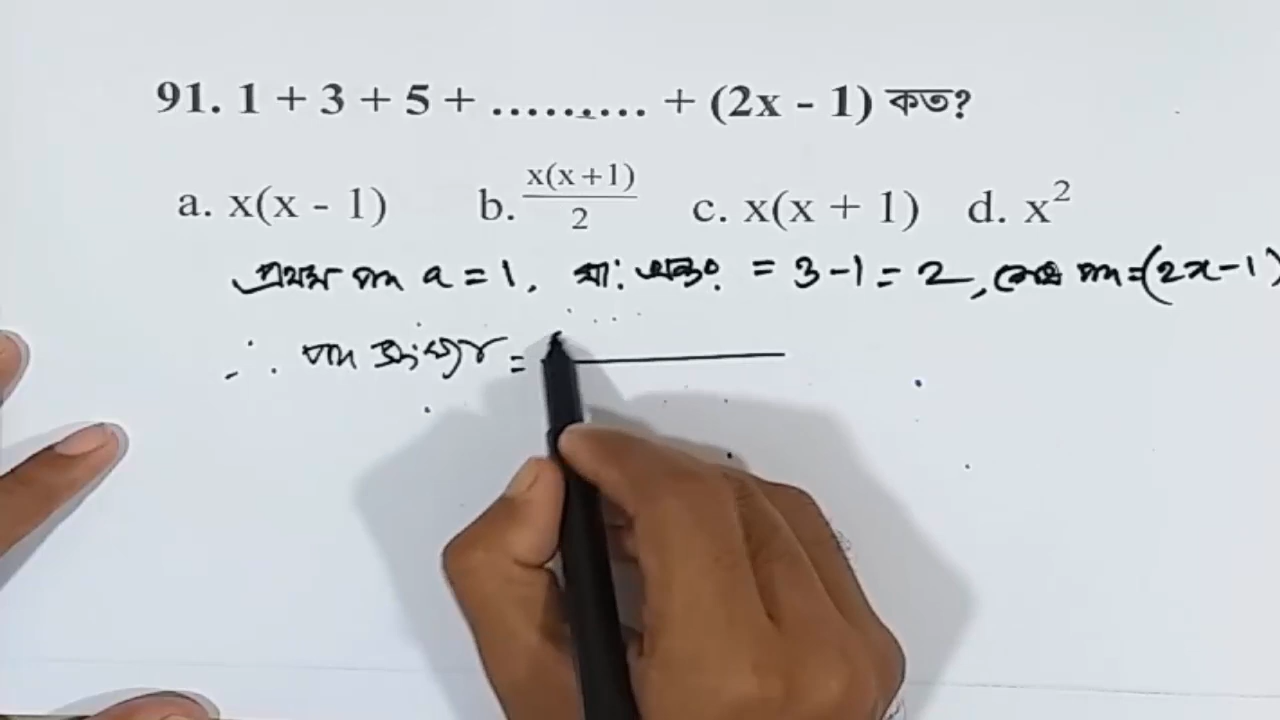 91. 1 + 3 + 5 + ......... + (2x - 1) কত?
a. x(x - 1) b. x(x+1)/2 c. x(x + 1) d. x²
প্রথম পদ a = 1, সা: অন্তর = 3 - 1 = 2, শেষ পদ = (2x - 1)
∴ পদ সংখ্যা =